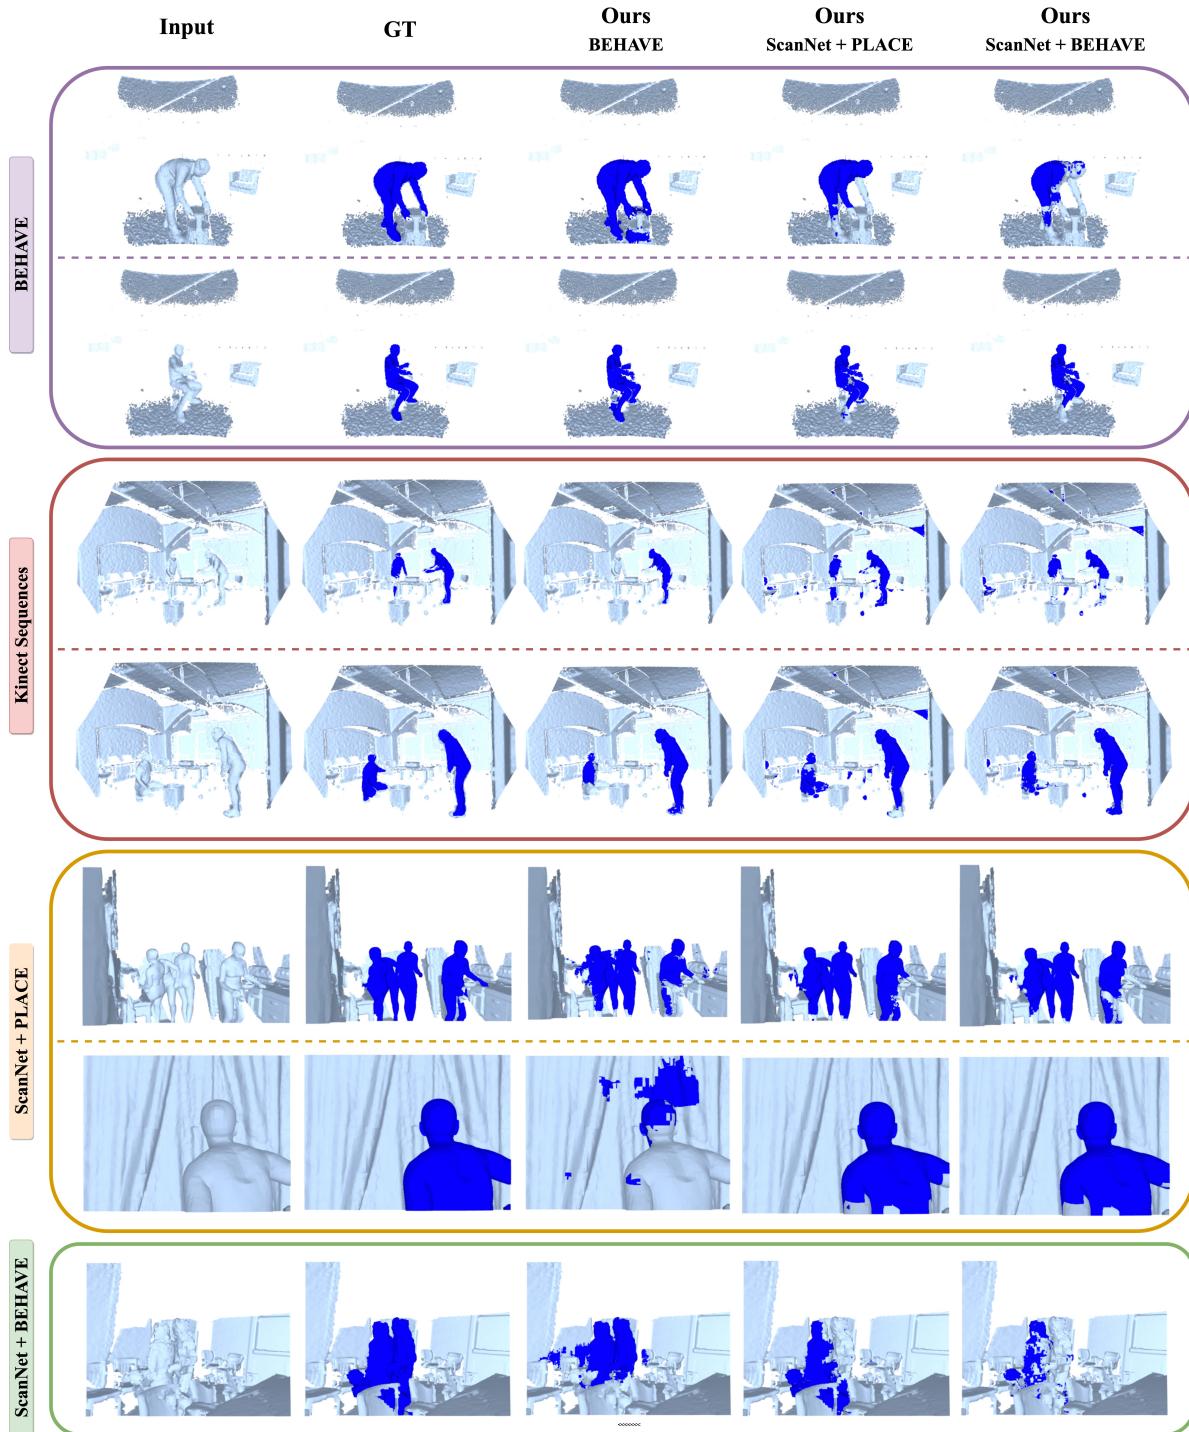 Input
GT
Ours
BEHAVE
Ours
ScanNet + PLACE
Ours
ScanNet + BEHAVE
BEHAVE
Kinect Sequences
ScanNet + PLACE
ScanNet + BEHAVE